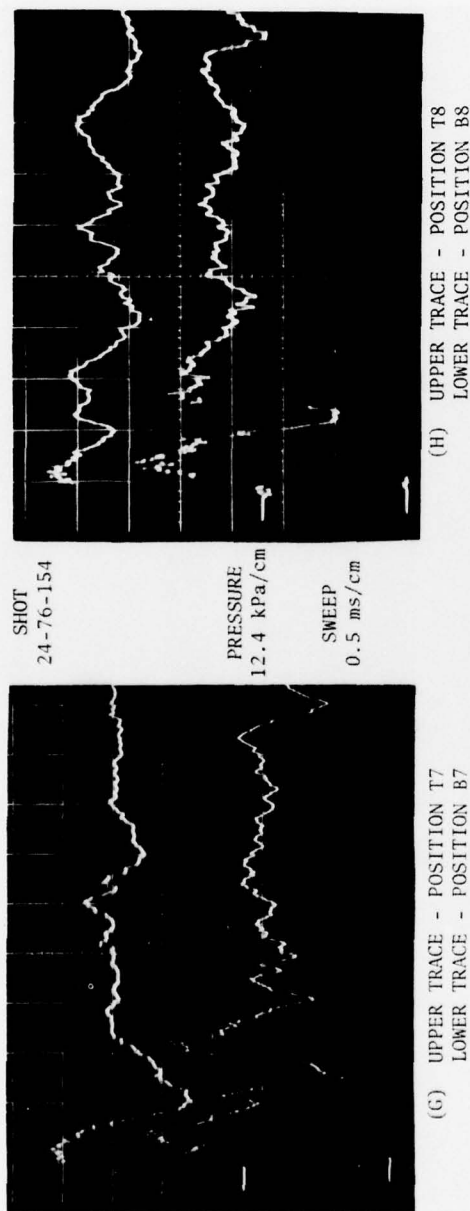 (G) UPPER TRACE - POSITION T7
LOWER TRACE - POSITION B7
SHOT
24-76-154
PRESSURE
12.4 kPa/cm
SWEEP
0.5 ms/cm
(H) UPPER TRACE - POSITION T8
LOWER TRACE - POSITION B8